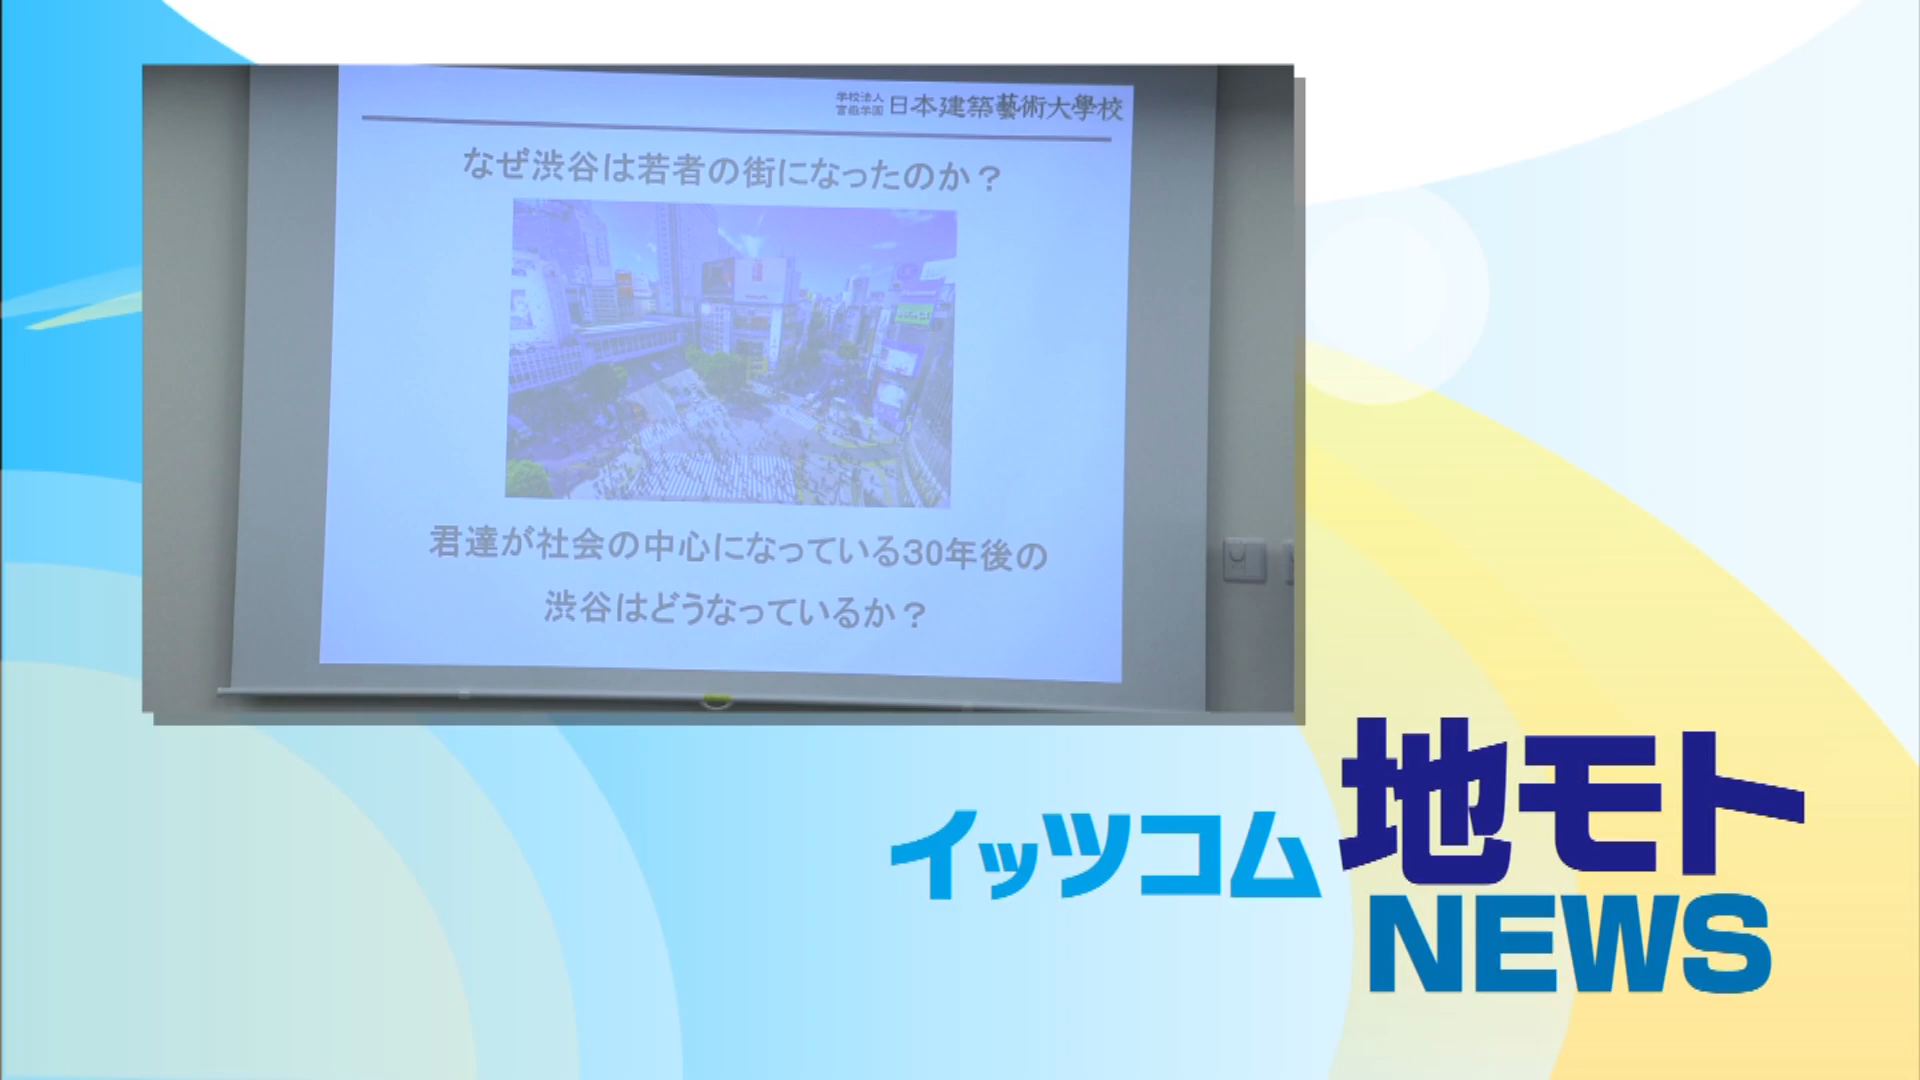 学校法人
日本建築藝術大學校
なぜ渋谷は若者の街になったのか？
君達が社会の中心になっている30年後の
渋谷はどうなっているか？
イッツコム
地モト
NEWS